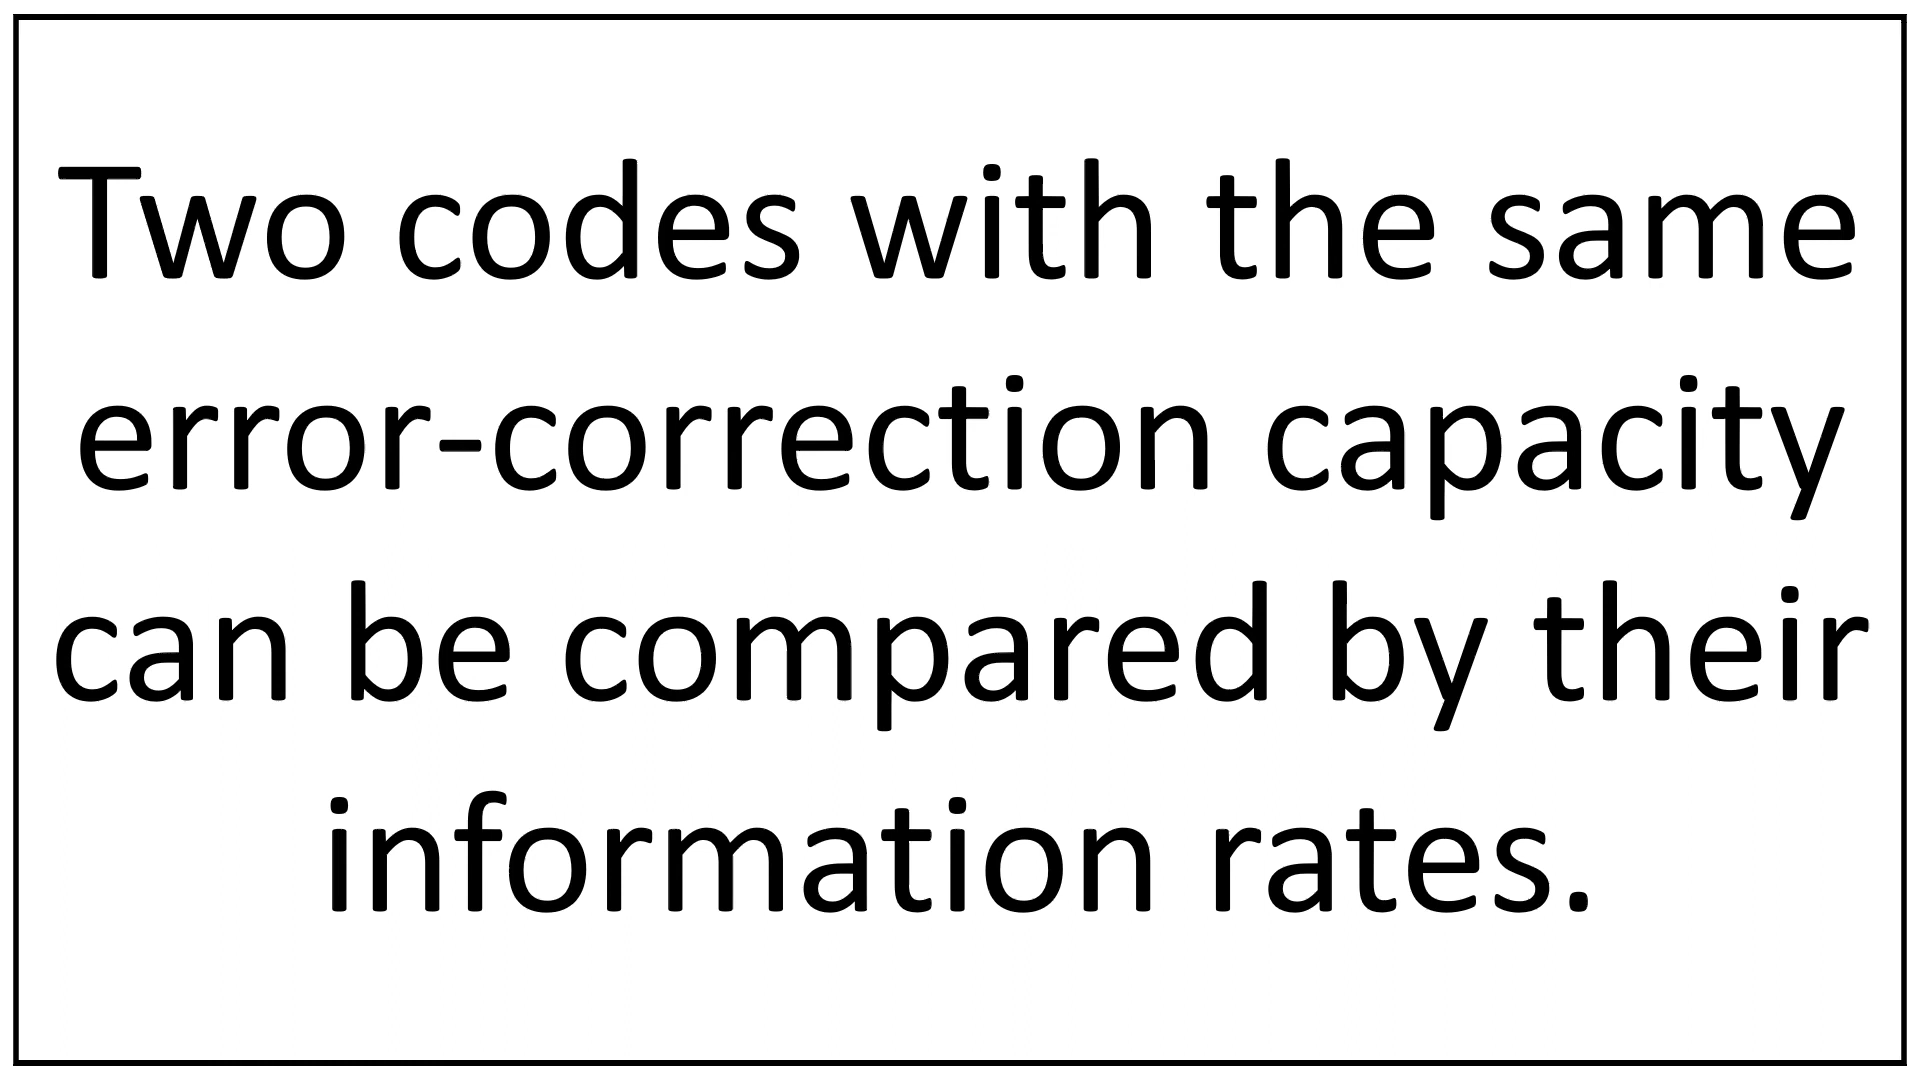 Two codes with the same
error-correction capacity
can be compared by their
information rates.